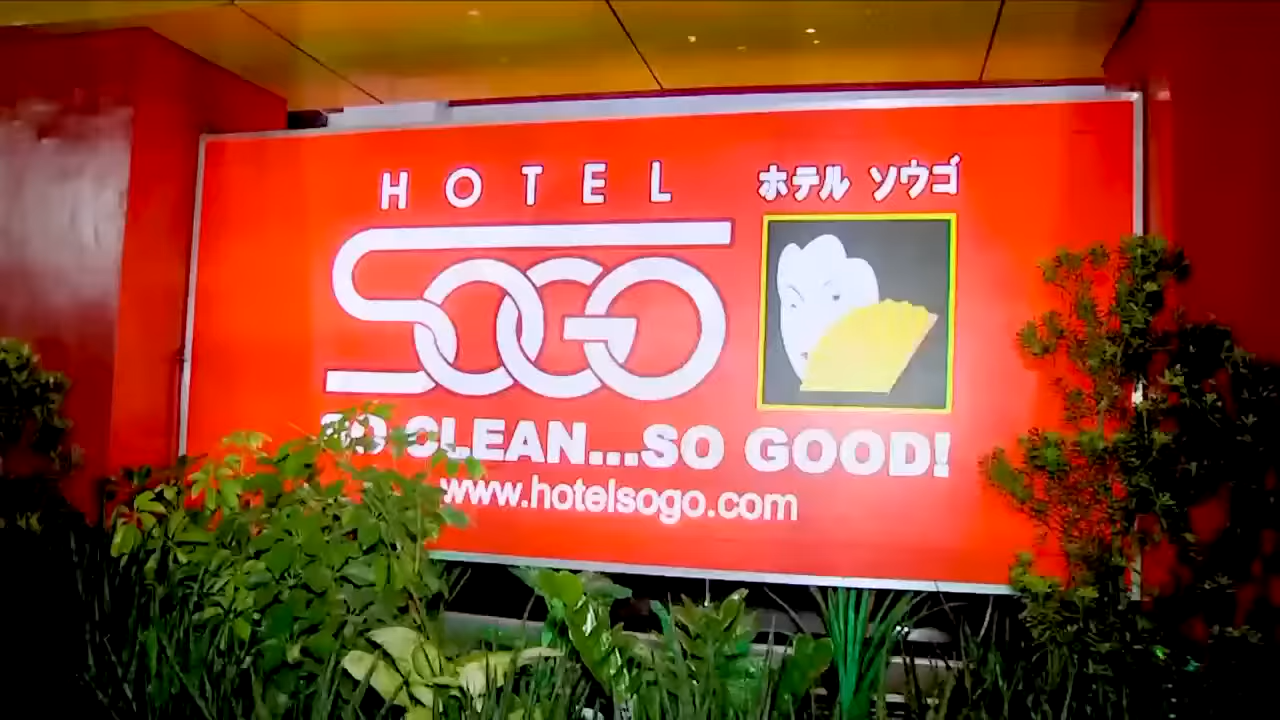 HOTEL
ホテル ソウゴ
SOGO
SO CLEAN...SO GOOD!
www.hotelsogo.com